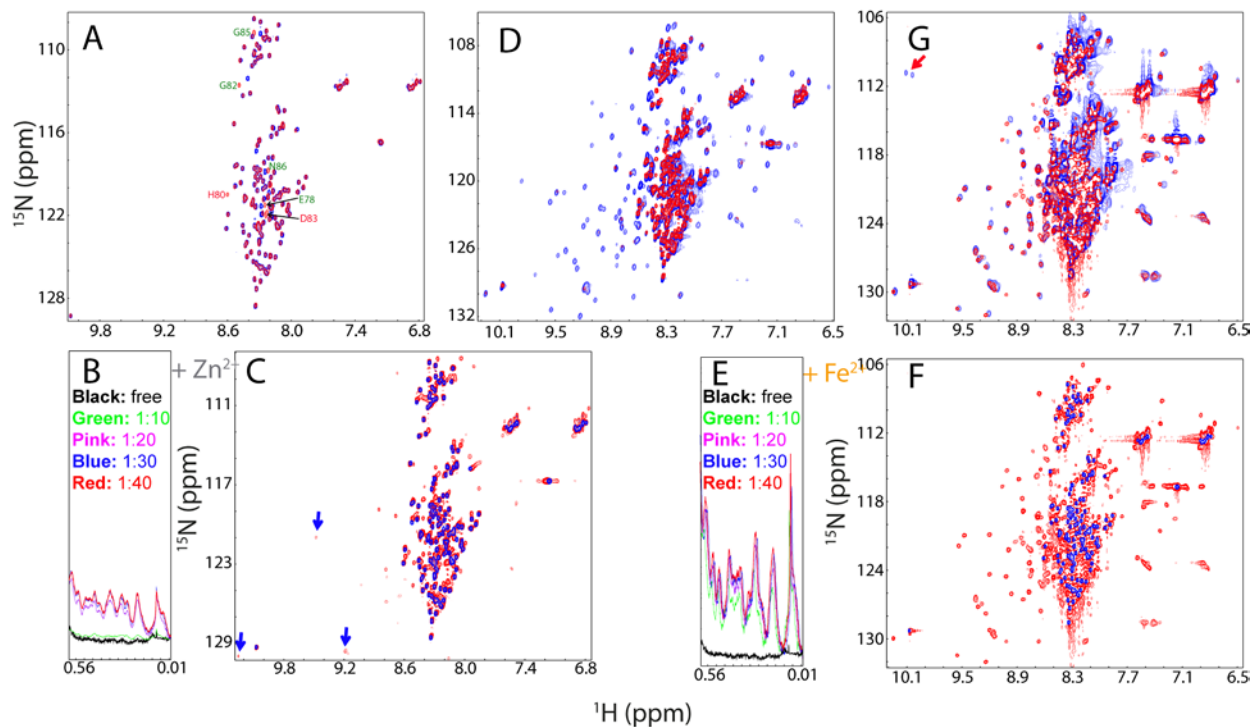 A
G85
G82
N86
H80*
E78
D83
110
116
122
128
9.8
9.2
8.6
8.0
7.4
6.8
15N (ppm)
D
108
114
120
126
132
10.1
9.5
8.9
8.3
7.7
7.1
6.5
15N (ppm)
G
106
112
118
124
130
10.1
9.5
8.9
8.3
7.7
7.1
6.5
B
+ Zn2+
Black: free
Green: 1:10
Pink: 1:20
Blue: 1:30
Red: 1:40
0.56
0.01
C
111
117
123
129
9.8
9.2
8.6
8.0
7.4
6.8
15N (ppm)
E
+ Fe2+
Black: free
Green: 1:10
Pink: 1:20
Blue: 1:30
Red: 1:40
0.56
0.01
F
106
112
118
124
130
10.1
9.5
8.9
8.3
7.7
7.1
6.5
15N (ppm)
1H (ppm)